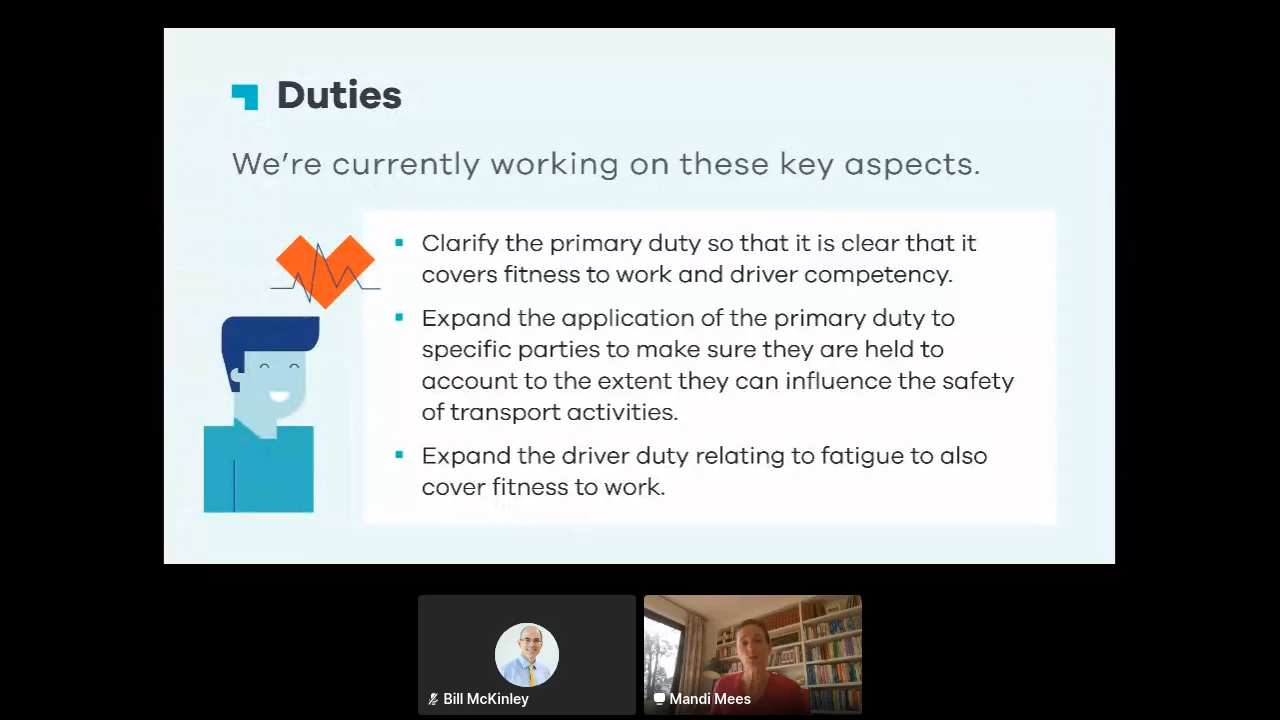 Duties
We're currently working on these key aspects.
Clarify the primary duty so that it is clear that it
covers fitness to work and driver competency.
Expand the application of the primary duty to
specific parties to make sure they are held to
account to the extent they can influence the safety
of transport activities.
Expand the driver duty relating to fatigue to also
cover fitness to work.
Bill McKinley
Mandi Mees